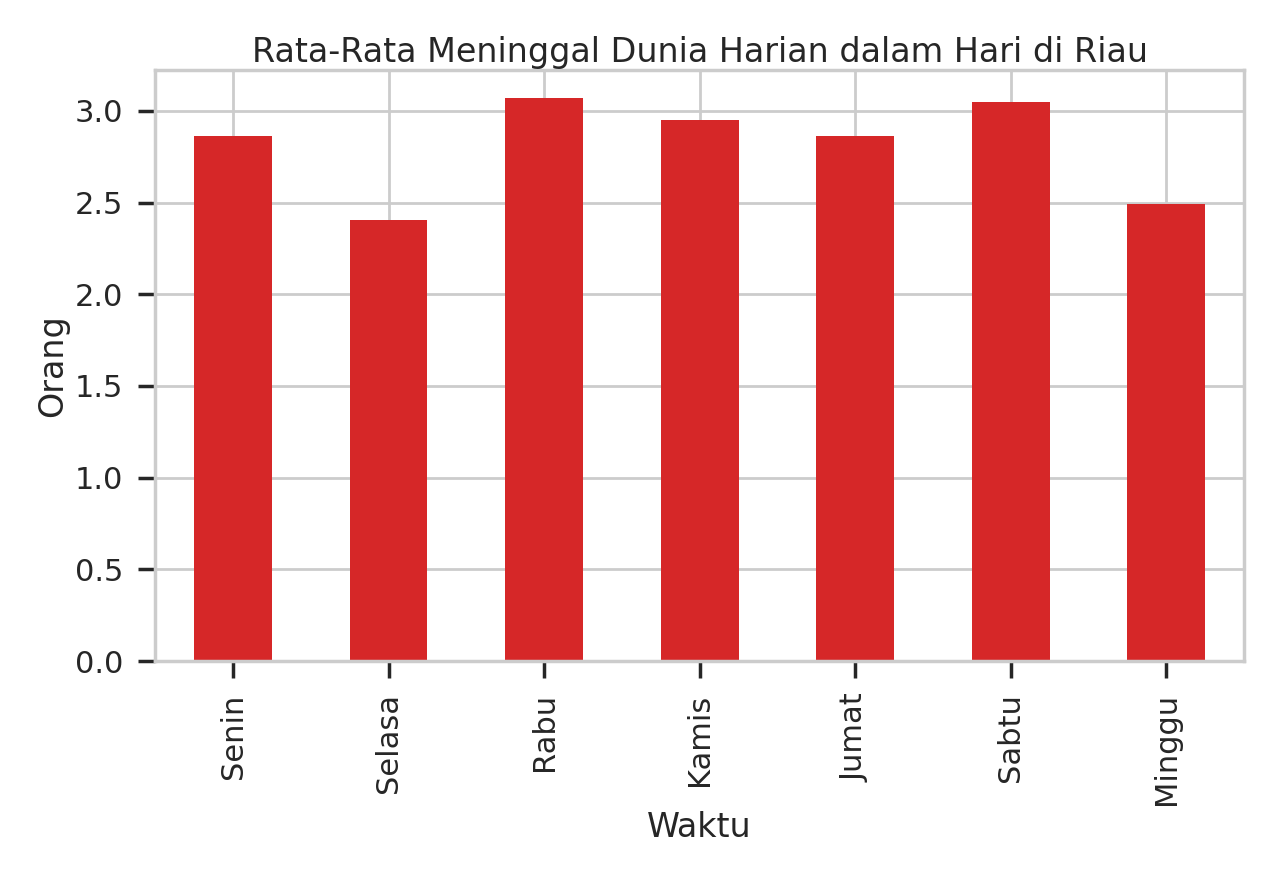 Rata-Rata Meninggal Dunia Harian dalam Hari di Riau
3.0
2.5
2.0
1.5
1.0
0.5
0.0
Orang
Senin
Selasa
Rabu
Kamis
Jumat
Sabtu
Minggu
Waktu